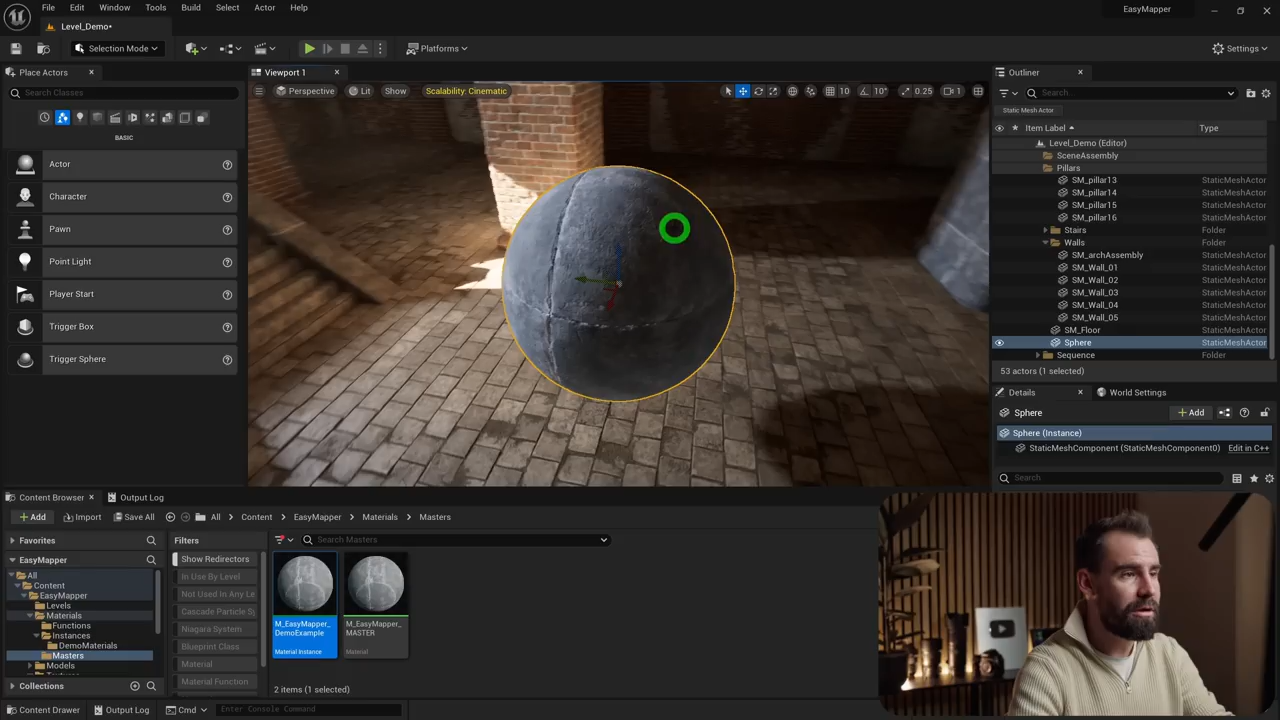 File Edit Window Tools Build Select Actor Help
EasyMapper
Level_Demo•
Selection Mode
Platforms
Settings
Place Actors
Search Classes
BASIC
Actor
Character
Pawn
Point Light
Player Start
Trigger Box
Trigger Sphere
Viewport 1
Perspective Lit Show Scalability: Cinematic
10 10° 0.25 1
Outliner
Search...
Static Mesh Actor
Item Label Type
Level_Demo (Editor)
SceneAssembly
Pillars
SM_pillar13 StaticMeshActor
SM_pillar14 StaticMeshActor
SM_pillar15 StaticMeshActor
SM_pillar16 StaticMeshActor
Stairs Folder
Walls Folder
SM_archAssembly StaticMeshActor
SM_Wall_01 StaticMeshActor
SM_Wall_02 StaticMeshActor
SM_Wall_03 StaticMeshActor
SM_Wall_04 StaticMeshActor
SM_Wall_05 StaticMeshActor
SM_Floor StaticMeshActor
Sphere StaticMeshActor
Sequence Folder
53 actors (1 selected)
Details World Settings
Sphere
Add
Sphere (Instance)
StaticMeshComponent (StaticMeshComponent0) Edit in C++
Search
Content Browser Output Log
Add Import Save All All Content EasyMapper Materials Masters
Favorites
EasyMapper
All
Content
EasyMapper
Levels
Materials
Functions
Instances
DemoMaterials
Masters
Models
Collections
Filters
Show Redirectors
In Use By Level
Not Used In Any Le
Cascade Particle Sy
Niagara System
Blueprint Class
Material
Material Function
Search Masters
M_EasyMapper_
DemoExample
Material Instance
M_EasyMapper_
MASTER
Material
2 items (1 selected)
Content Drawer Output Log Cmd Enter Console Command